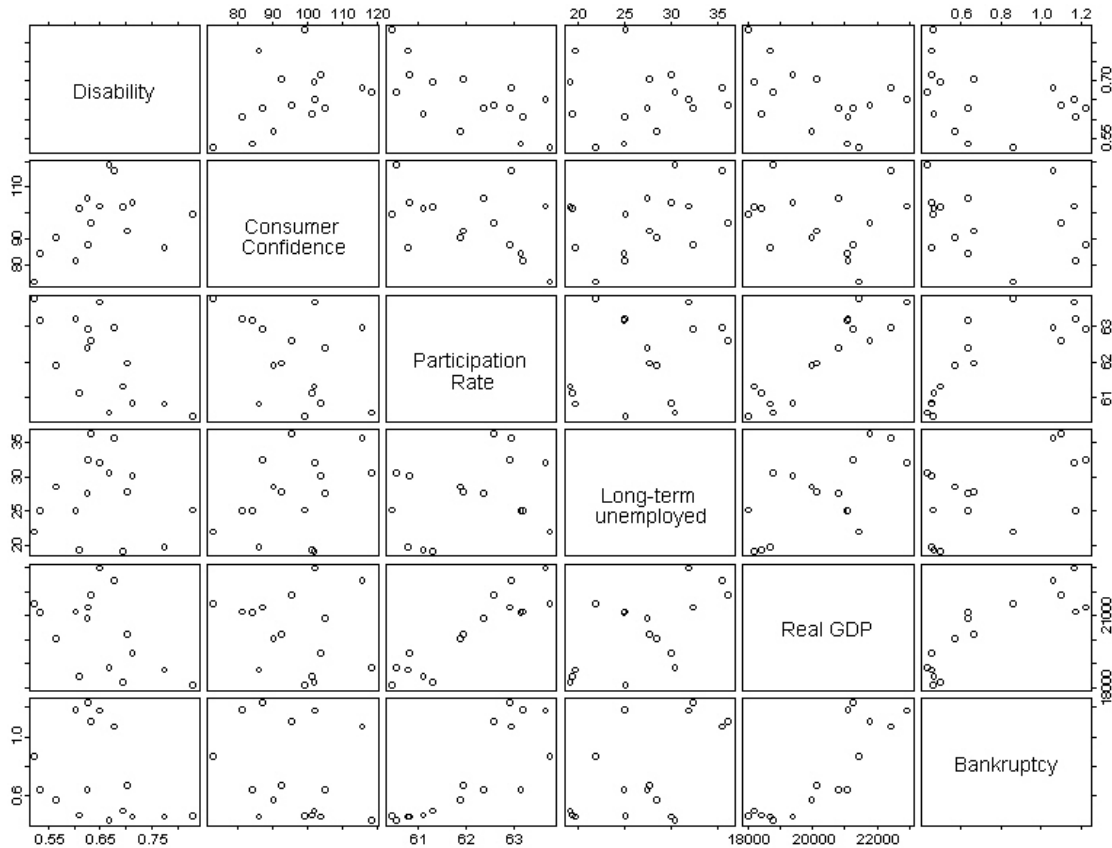 80 90 100 110 120
20 25 30 35
0.6 0.8 1.0 1.2
Disability
0.55 0.70
Consumer
Confidence
80 90 110
Participation
Rate
61 62 63
Long-term
unemployed
20 25 30 35
Real GDP
18000 21000
Bankruptcy
0.6 1.0
0.55 0.65 0.75
61 62 63
18000 20000 22000